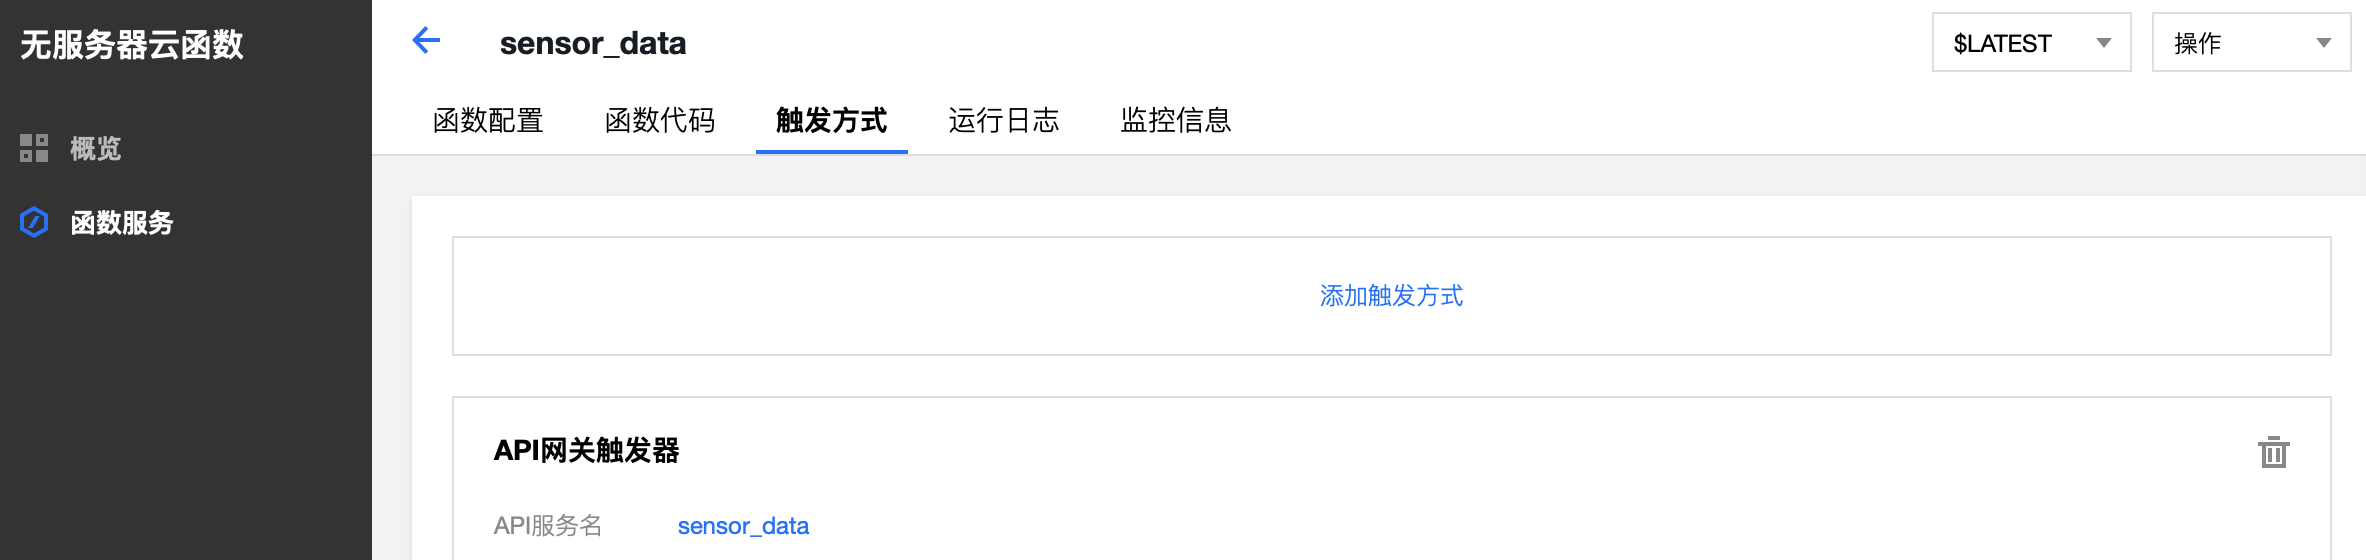 无服务器云函数
概览
函数服务
sensor_data
$LATEST
操作
函数配置 函数代码 触发方式 运行日志 监控信息
添加触发方式
API网关触发器
API服务名 sensor_data